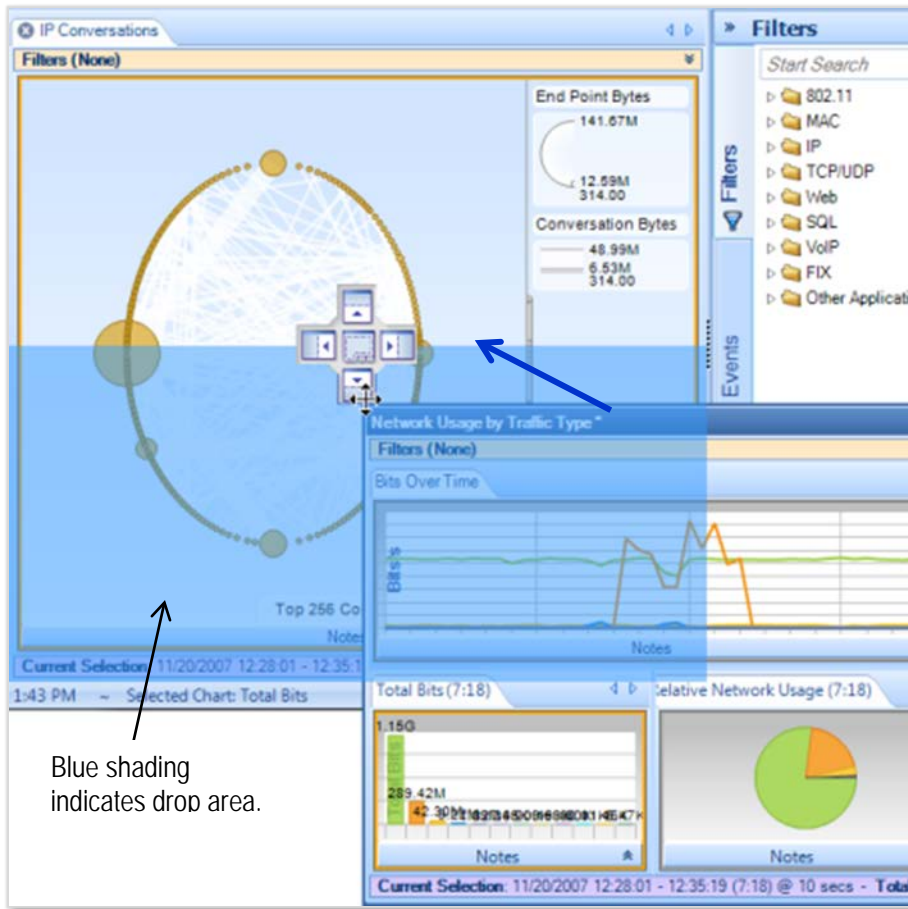 IP Conversations
Filters (None)
End Point Bytes
141.67M
12.59M
314.00
Conversation Bytes
48.99M
6.53M
314.00
Top 256 Co
Notes
Current Selection: 11/20/2007 12:28:01 - 12:35:1
1:43 PM ~ Selected Chart: Total Bits
Filters
Start Search
802.11
MAC
IP
TCP/UDP
Web
SQL
VoIP
FIX
Other Applicati
Filters
Events
Network Usage by Traffic Type
Filters (None)
Bits Over Time
Bits/s
Notes
Total Bits (7:18)
1.15G
Total Bits
289.42M
42.30M
Notes
elative Network Usage (7:18)
Notes
Current Selection: 11/20/2007 12:28:01 - 12:35:19 (7:18) @ 10 secs - Tota
Blue shading
indicates drop area.